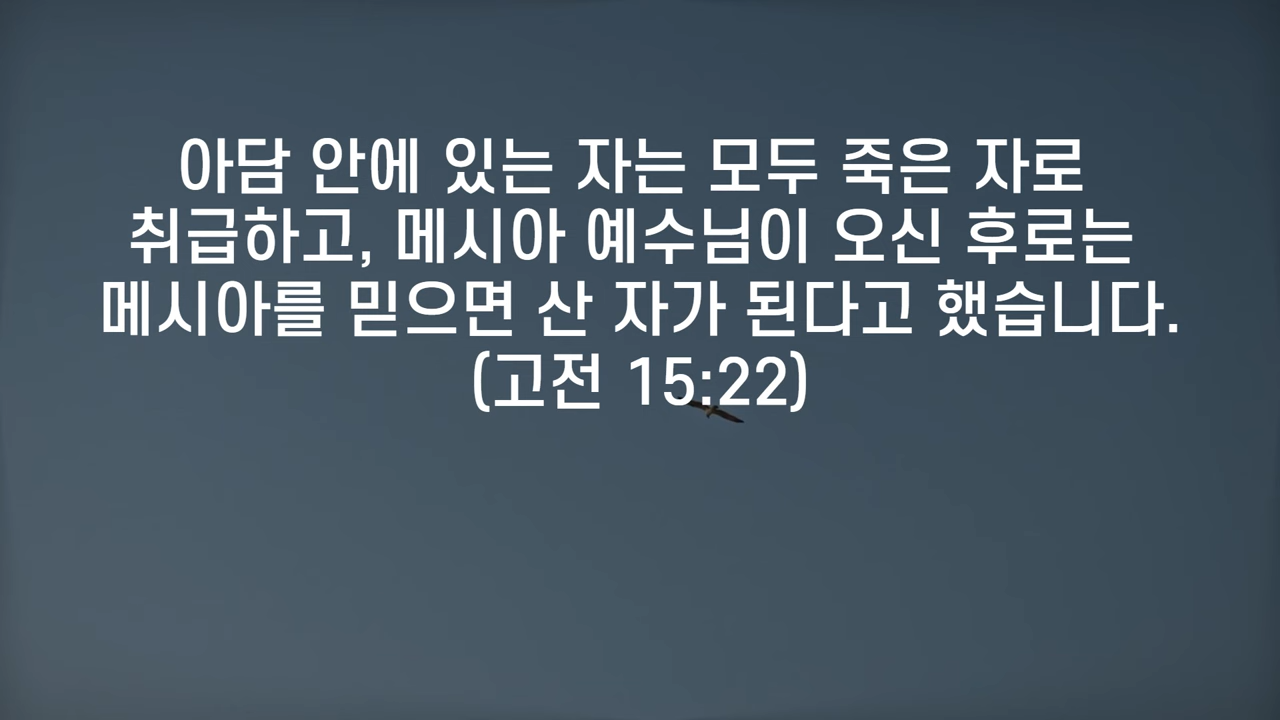 아담 안에 있는 자는 모두 죽은 자로
취급하고, 메시아 예수님이 오신 후로는
메시아를 믿으면 산 자가 된다고 했습니다.
(고전 15:22)